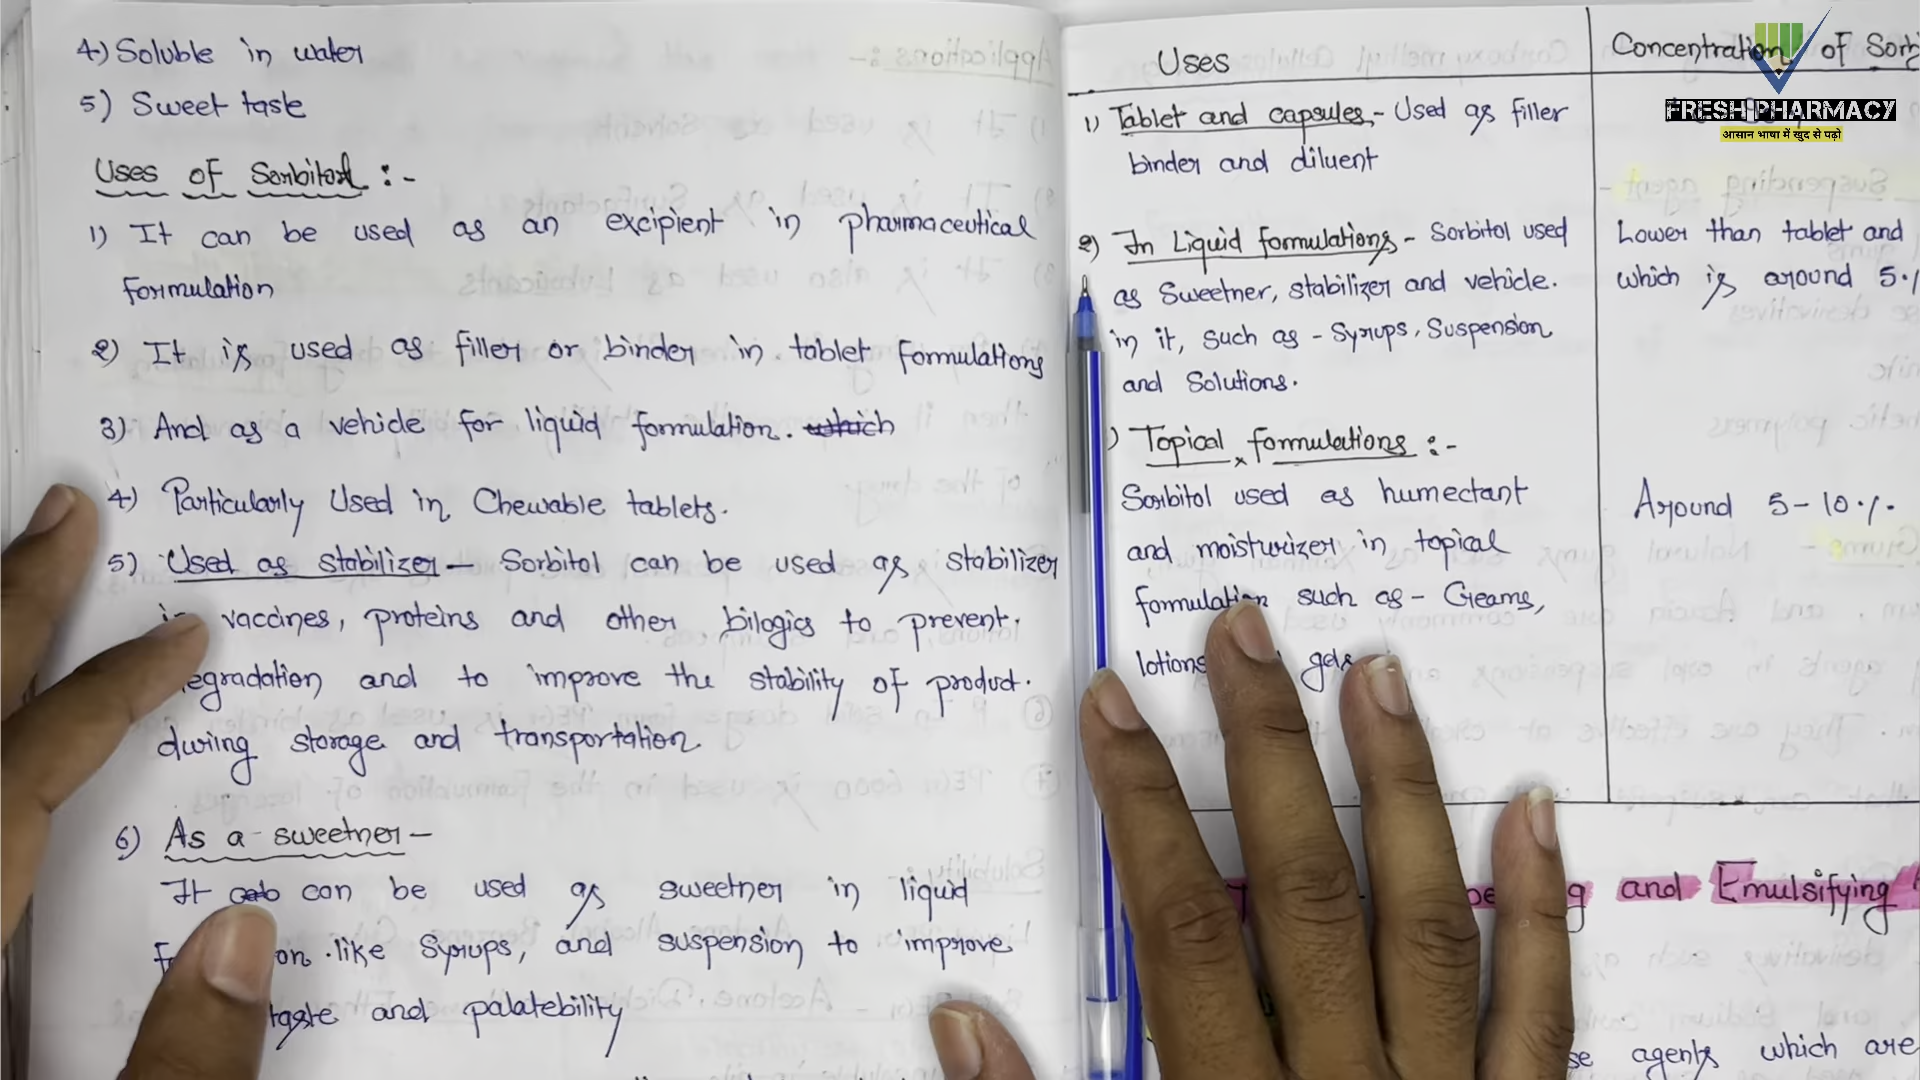 4) Soluble in water
5) Sweet taste
Uses of Sorbitol :-
1) It can be used as an excipient in pharmaceutical
formulation
2) It is used as filler or binder in tablet formulations
3) And as a vehicle for liquid formulation. which
4) Particularly Used in Chewable tablets.
5) Used as stabilizer - Sorbitol can be used as stabilizer
in vaccines, proteins and other bilogics to prevent.
egradation and to improve the stability of product.
during storage and transportation
6) As a sweetner -
It can be used as sweetner in liquid
on like Syrups, and suspension to improve
taste and palatebility
Uses
1) Tablet and capsules - Used as filler
binder and diluent
2) In Liquid formulations - Sorbitol used
as Sweetner, stabilizer and vehicle.
in it, such as - Syrups, Suspension
and Solutions.
) Topical formulations :-
Sorbitol used as humectant
and moisturizer in topical
formulation such as - Creams,
lotions gels
Concentration of Sorb
Lower than tablet and
which is around 5%
Around 5-10%.
g and Emulsifying
se agents which are
FRESH PHARMACY
आसान भाषा में खुद से पढ़ो